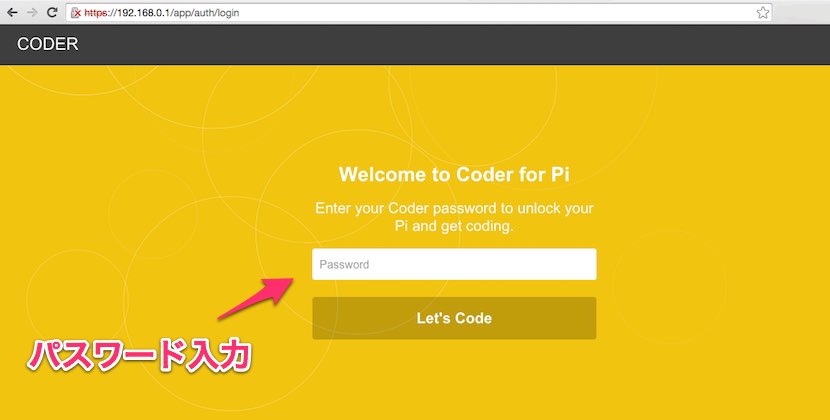 https://192.168.0.1/app/auth/login
CODER
Welcome to Coder for Pi
Enter your Coder password to unlock your
Pi and get coding.
Password
Let's Code
パスワード入力